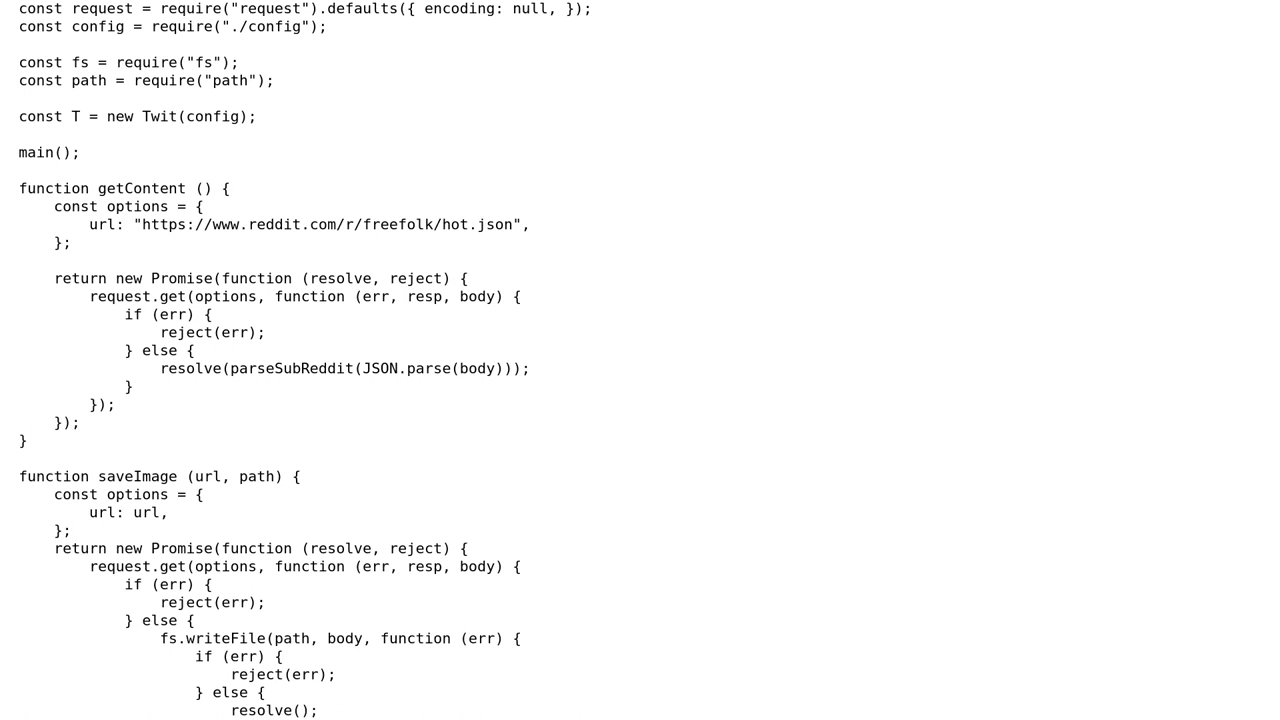 const request = require("request").defaults({ encoding: null, });
const config = require("./config");

const fs = require("fs");
const path = require("path");

const T = new Twit(config);

main();

function getContent () {
    const options = {
        url: "https://www.reddit.com/r/freefolk/hot.json",
    };

    return new Promise(function (resolve, reject) {
        request.get(options, function (err, resp, body) {
            if (err) {
                reject(err);
            } else {
                resolve(parseSubReddit(JSON.parse(body)));
            }
        });
    });
}

function saveImage (url, path) {
    const options = {
        url: url,
    };
    return new Promise(function (resolve, reject) {
        request.get(options, function (err, resp, body) {
            if (err) {
                reject(err);
            } else {
                fs.writeFile(path, body, function (err) {
                    if (err) {
                        reject(err);
                    } else {
                        resolve();